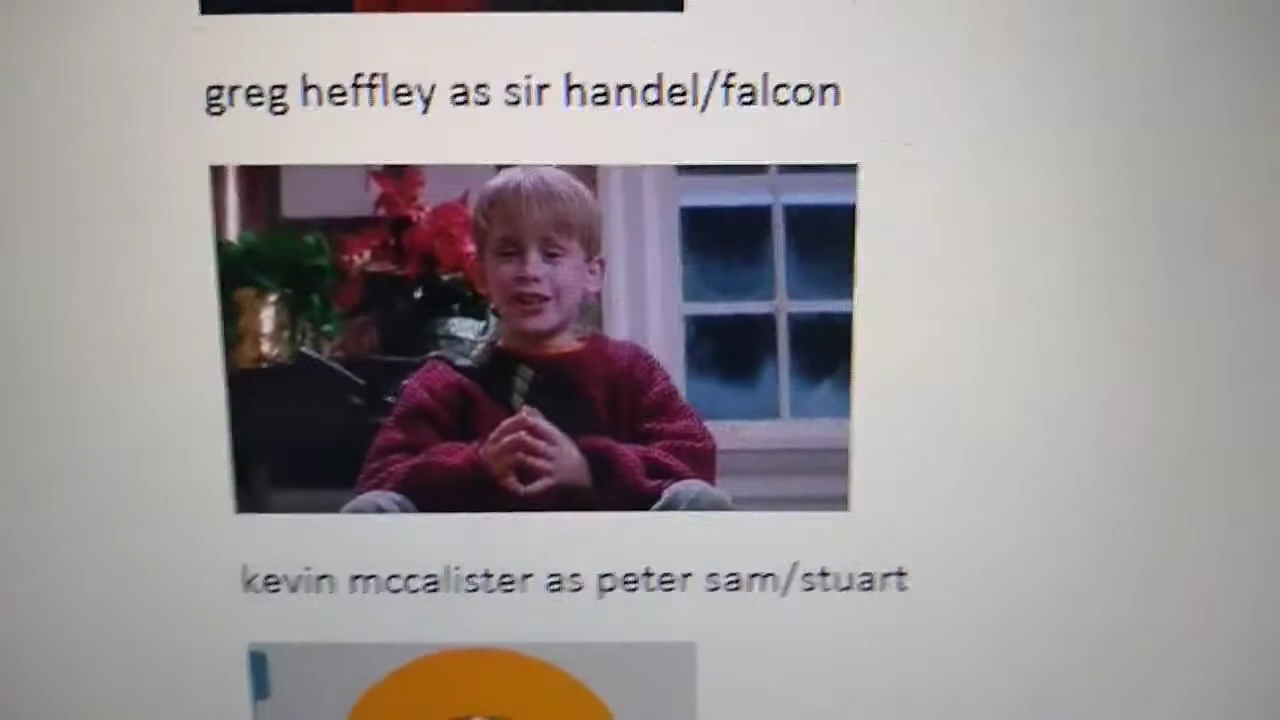 greg heffley as sir handel/falcon
kevin mccalister as peter sam/stuart